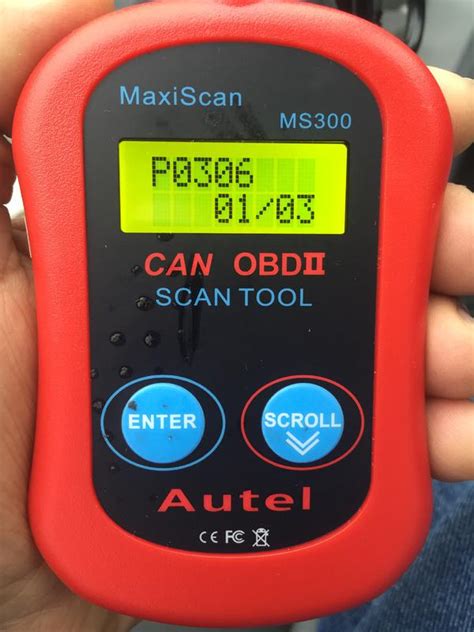 MaxiScan
MS300
P0306
01/03
CAN OBDII
SCAN TOOL
ENTER
SCROLL
Autel
CE FC